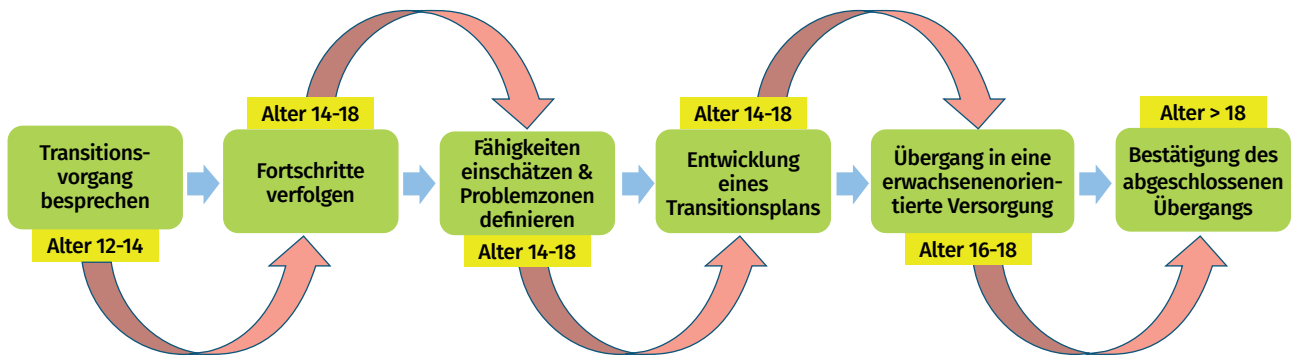 Transitions-
vorgang
besprechen
Alter 12-14
Alter 14-18
Fortschritte
verfolgen
Fähigkeiten
einschätzen &
Problemzonen
definieren
Alter 14-18
Alter 14-18
Entwicklung
eines
Transitionsplans
Übergang in eine
erwachsenenorien-
tierte Versorgung
Alter 16-18
Alter > 18
Bestätigung des
abgeschlossenen
Übergangs